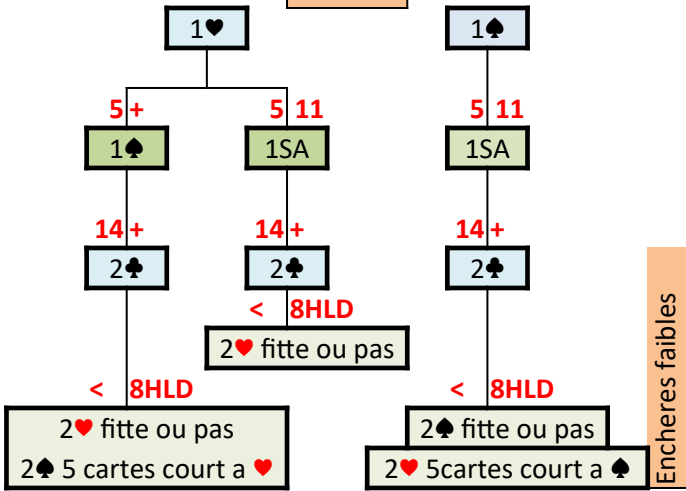 1♥ 1♠
5 + 5 11 5 11
1♠ 1SA 1SA
14 + 14 + 14 +
2♣ 2♣ 2♣
< 8HLD
2♥ fitte ou pas
< 8HLD < 8HLD
2♥ fitte ou pas 2♠ fitte ou pas
2♠ 5 cartes court a ♥ 2♥ 5cartes court a ♠
Encheres faibles